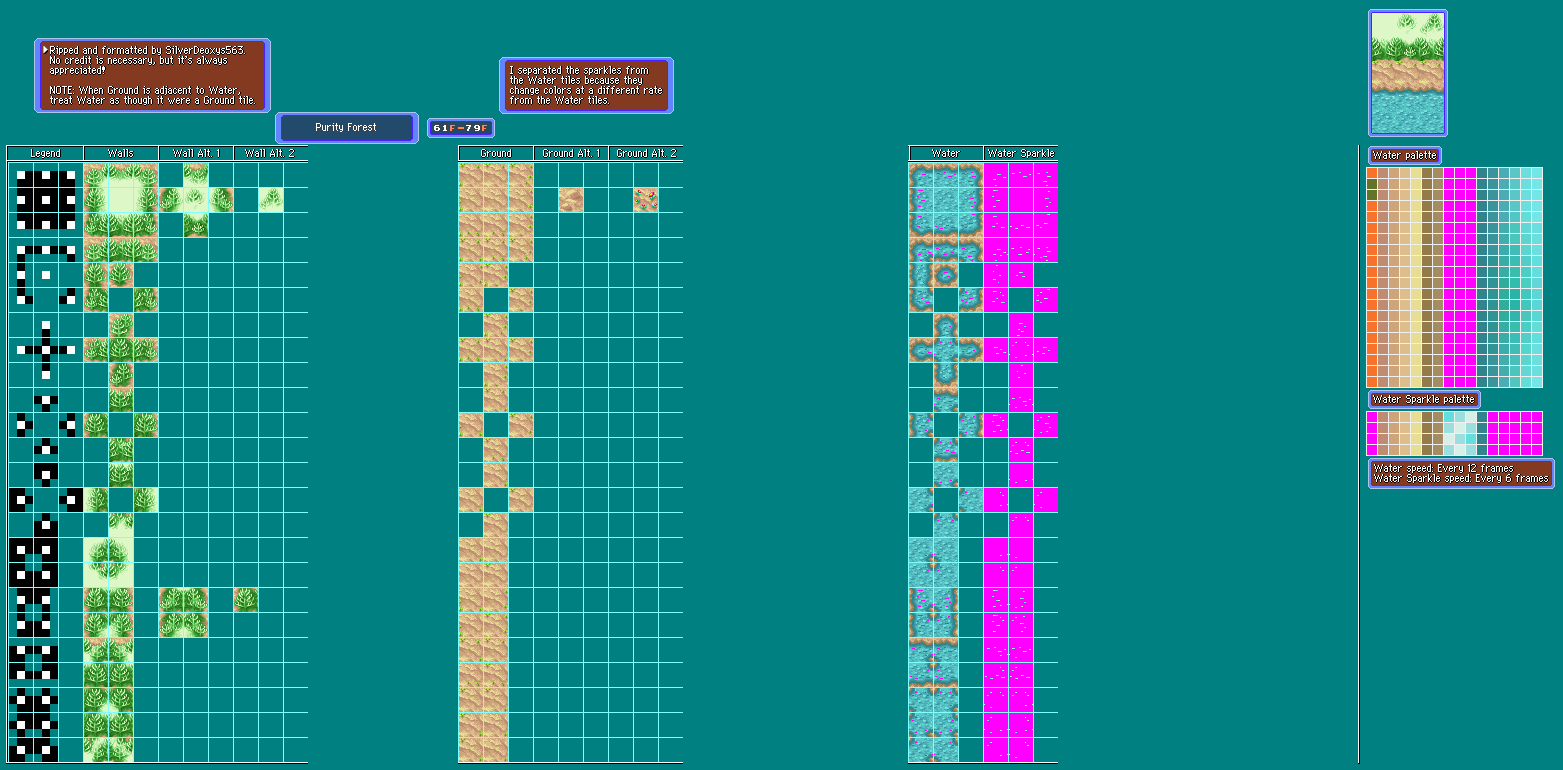 Ripped and formatted by SilverDeoxys563.
No credit is necessary, but it's always
appreciated!
NOTE: When Ground is adjacent to Water,
treat Water as though it were a Ground tile.
I separated the sparkles from
the Water tiles because they
change colors at a different rate
from the Water tiles.
Purity Forest
61F-79F
Legend
Walls
Wall Alt. 1
Wall Alt. 2
Ground
Ground Alt. 1
Ground Alt. 2
Water
Water Sparkle
Water palette
Water Sparkle palette
Water speed: Every 12 frames
Water Sparkle speed: Every 6 frames